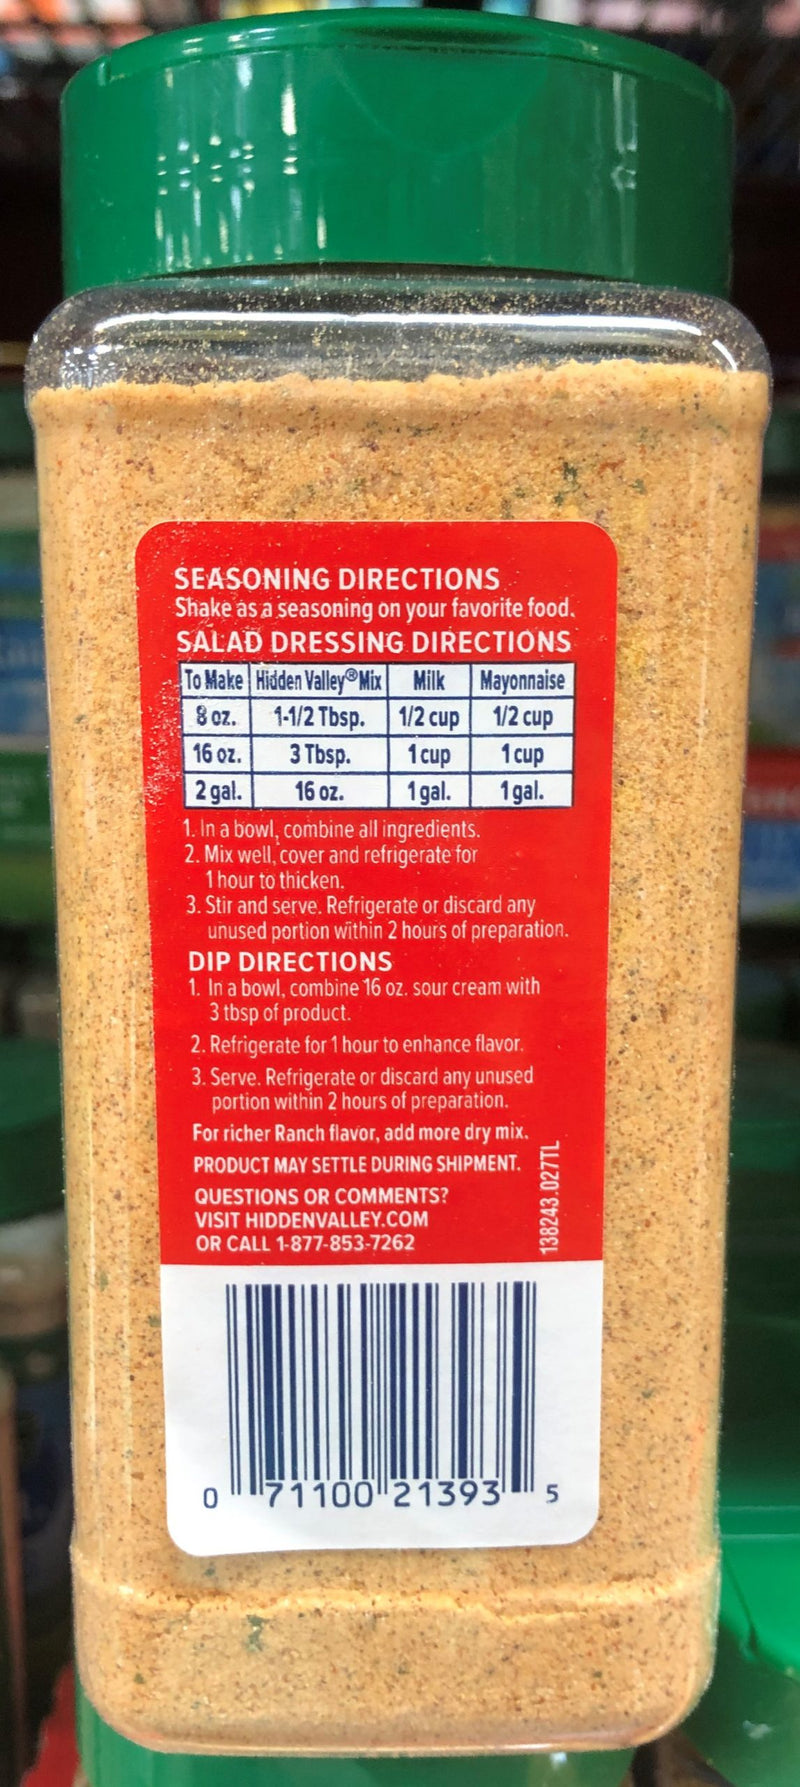 SEASONING DIRECTIONS
Shake as a seasoning on your favorite food.
SALAD DRESSING DIRECTIONS
To Make Hidden Valley® Mix Milk Mayonnaise
8 oz. 1-1/2 Tbsp. 1/2 cup 1/2 cup
16 oz. 3 Tbsp. 1 cup 1 cup
2 gal. 16 oz. 1 gal. 1 gal.
1. In a bowl, combine all ingredients.
2. Mix well, cover and refrigerate for
1 hour to thicken.
3. Stir and serve. Refrigerate or discard any
unused portion within 2 hours of preparation.
DIP DIRECTIONS
1. In a bowl, combine 16 oz. sour cream with
3 tbsp of product.
2. Refrigerate for 1 hour to enhance flavor.
3. Serve. Refrigerate or discard any unused
portion within 2 hours of preparation.
For richer Ranch flavor, add more dry mix.
PRODUCT MAY SETTLE DURING SHIPMENT.
QUESTIONS OR COMMENTS?
VISIT HIDDENVALLEY.COM
OR CALL 1-877-853-7262
138243.027TL
0 71100 21393 5